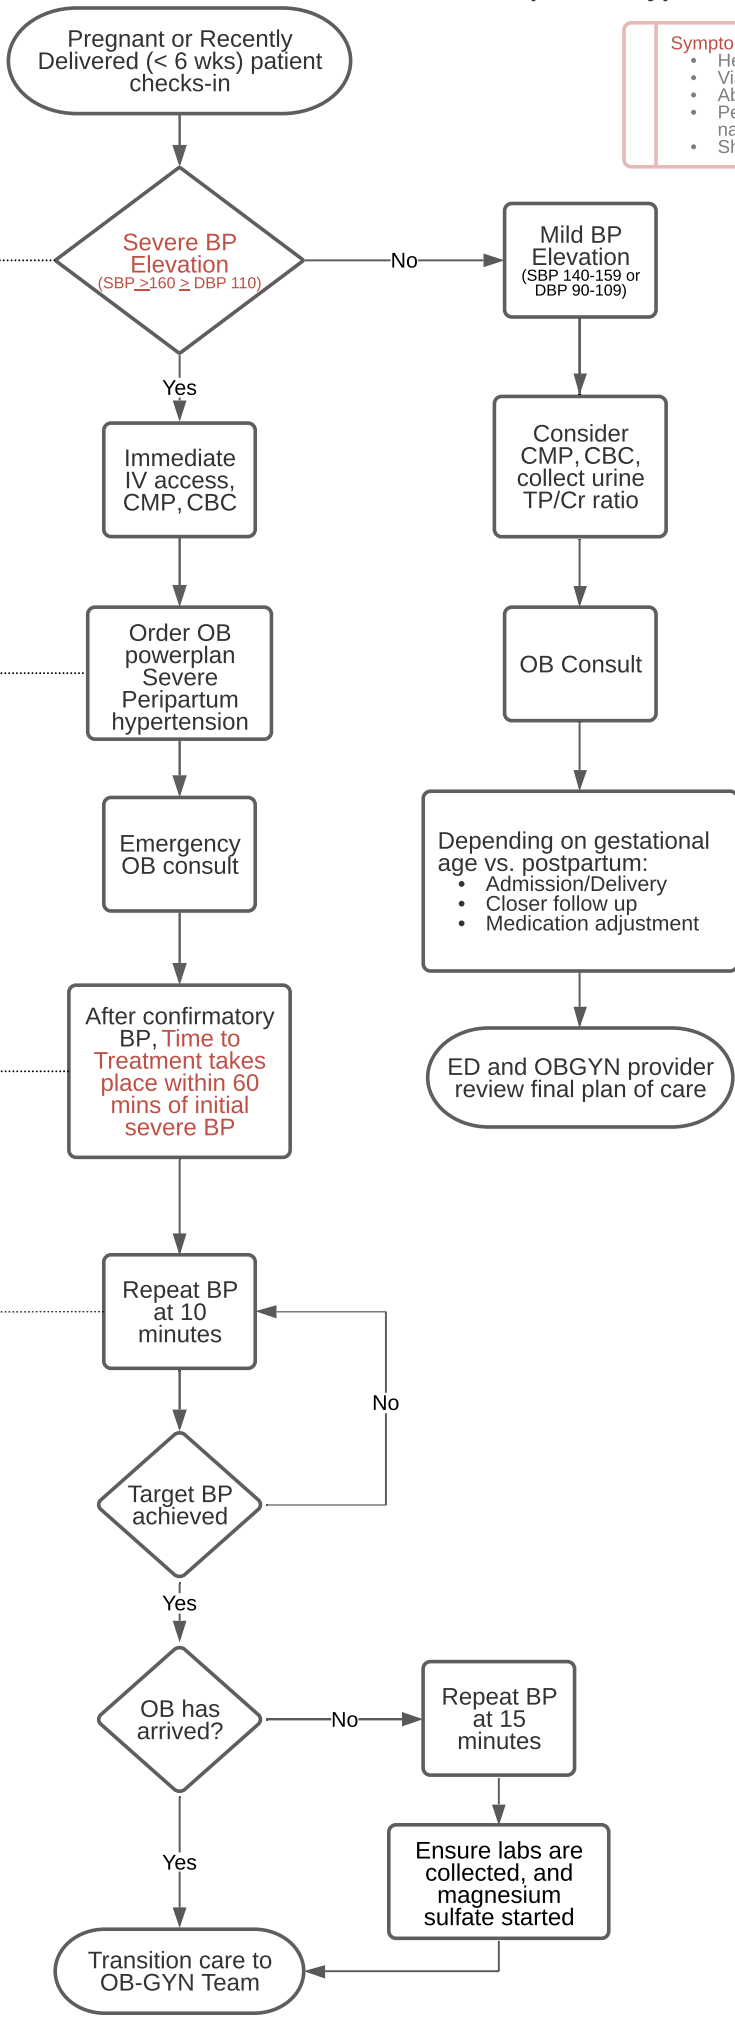 Pregnant or Recently
Delivered (< 6 wks) patient
checks-in
Severe BP
Elevation
(SBP >160 > DBP 110)
No
Mild BP
Elevation
(SBP 140-159 or
DBP 90-109)
Yes
Immediate
IV access,
CMP, CBC
Consider
CMP, CBC,
collect urine
TP/Cr ratio
Order OB
powerplan
Severe
Peripartum
hypertension
OB Consult
Emergency
OB consult
Depending on gestational
age vs. postpartum:
• Admission/Delivery
• Closer follow up
• Medication adjustment
After confirmatory
BP, Time to
Treatment takes
place within 60
mins of initial
severe BP
ED and OBGYN provider
review final plan of care
Repeat BP
at 10
minutes
No
Target BP
achieved
Yes
OB has
arrived?
No
Repeat BP
at 15
minutes
Yes
Ensure labs are
collected, and
magnesium
sulfate started
Transition care to
OB-GYN Team